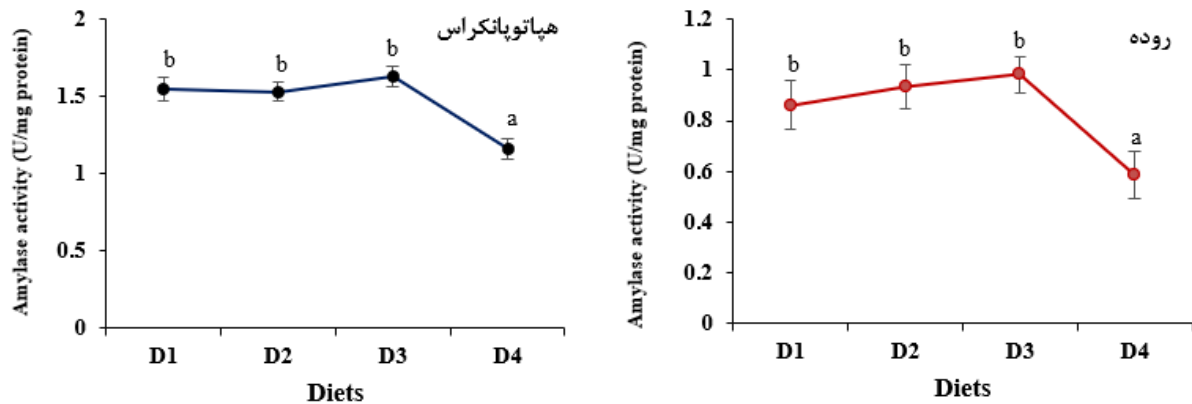 هپاتوپانکراس
Amylase activity (U/mg protein)
2
1.5
1
0.5
0
b
b
b
a
D1 D2 D3 D4
Diets
روده
Amylase activity (U/mg protein)
1.2
1
0.8
0.6
0.4
0.2
0
b
b
b
a
D1 D2 D3 D4
Diets